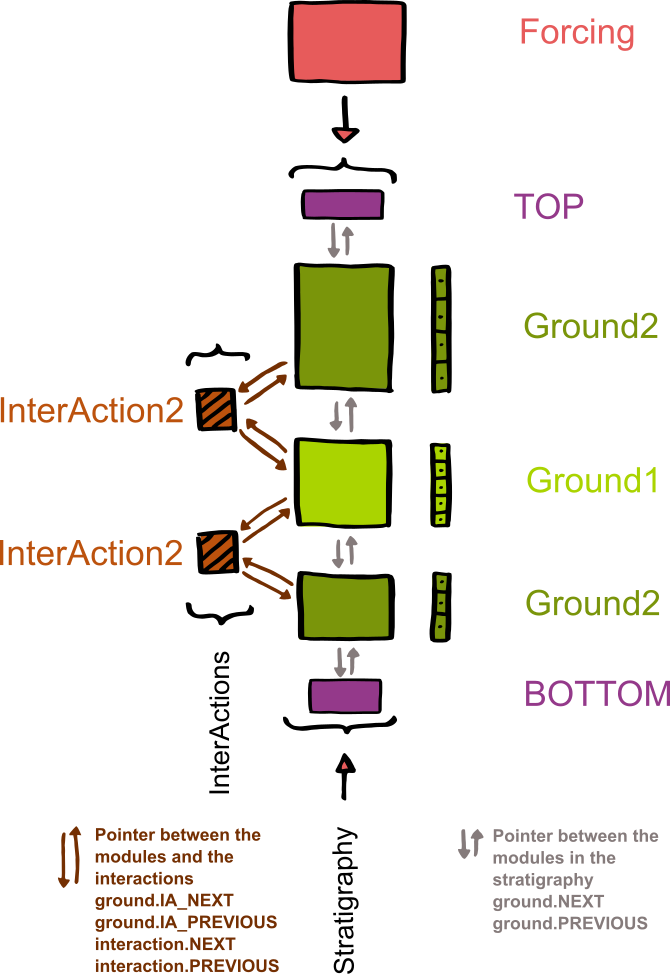 Forcing
TOP
Ground2
InterAction2
Ground1
InterAction2
Ground2
BOTTOM
InterActions
Stratigraphy
Pointer between the
modules and the
interactions
ground.IA_NEXT
ground.IA_PREVIOUS
interaction.NEXT
interaction.PREVIOUS
Pointer between the
modules in the
stratigraphy
ground.NEXT
ground.PREVIOUS